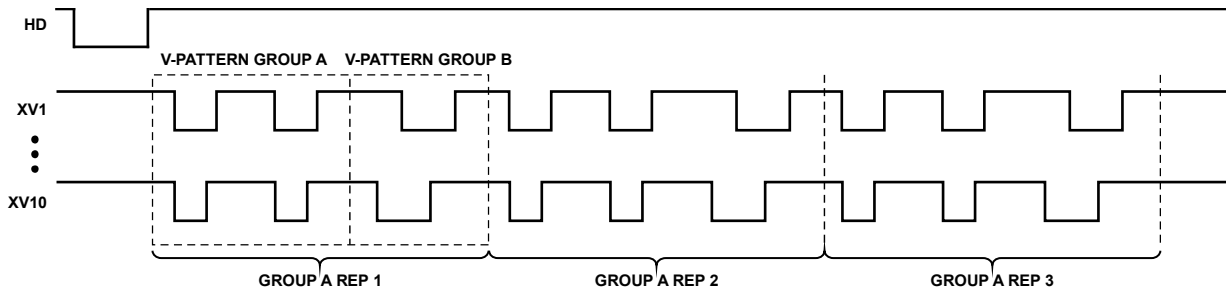 HD
V-PATTERN GROUP A V-PATTERN GROUP B
XV1
XV10
GROUP A REP 1 GROUP A REP 2 GROUP A REP 3